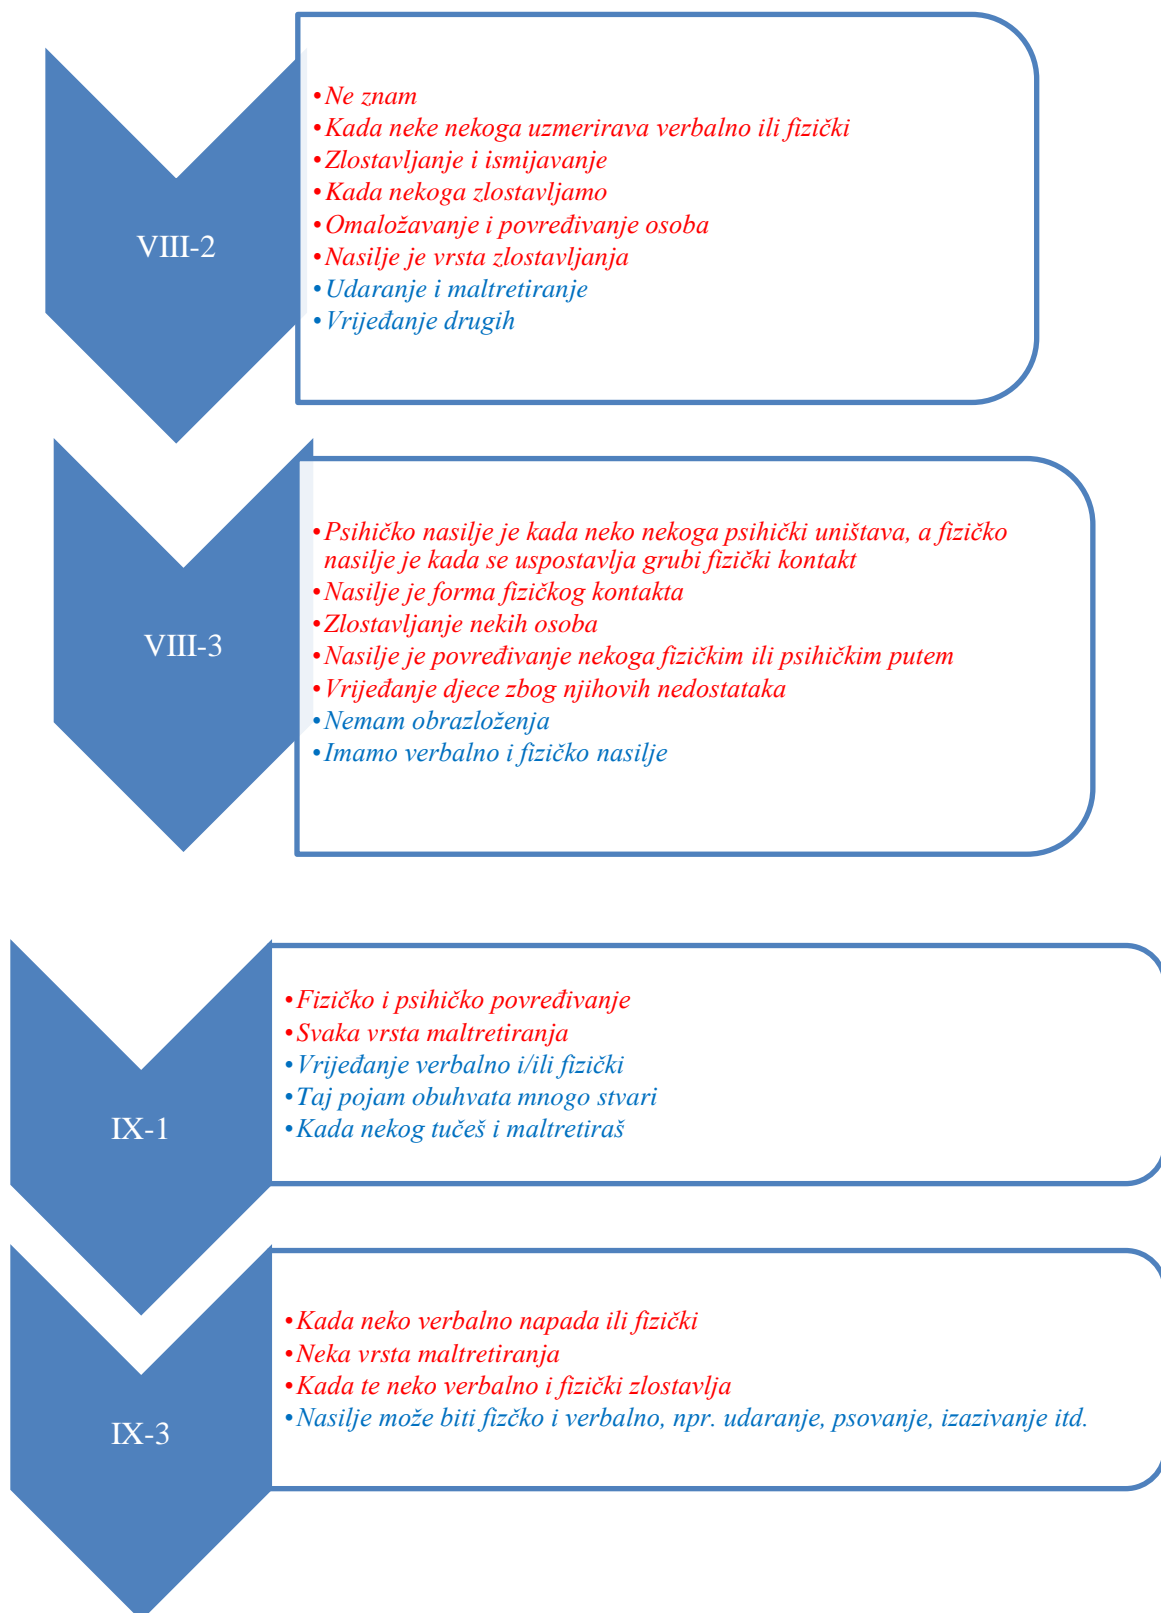 VIII-2
•Ne znam
•Kada neke nekoga uzmerirava verbalno ili fizički
•Zlostavljanje i ismijavanje
•Kada nekoga zlostavljamo
•Omaložavanje i povređivanje osoba
•Nasilje je vrsta zlostavljanja
•Udaranje i maltretiranje
•Vrijeđanje drugih
VIII-3
•Psihičko nasilje je kada neko nekoga psihički uništava, a fizičko
nasilje je kada se uspostavlja grubi fizički kontakt
•Nasilje je forma fizičkog kontakta
•Zlostavljanje nekih osoba
•Nasilje je povređivanje nekoga fizičkim ili psihičkim putem
•Vrijeđanje djece zbog njihovih nedostataka
•Nemam obrazloženja
•Imamo verbalno i fizičko nasilje
IX-1
•Fizičko i psihičko povređivanje
•Svaka vrsta maltretiranja
•Vrijeđanje verbalno i/ili fizički
•Taj pojam obuhvata mnogo stvari
•Kada nekog tučeš i maltretiraš
IX-3
•Kada neko verbalno napada ili fizički
•Neka vrsta maltretiranja
•Kada te neko verbalno i fizički zlostavlja
•Nasilje može biti fizčko i verbalno, npr. udaranje, psovanje, izazivanje itd.